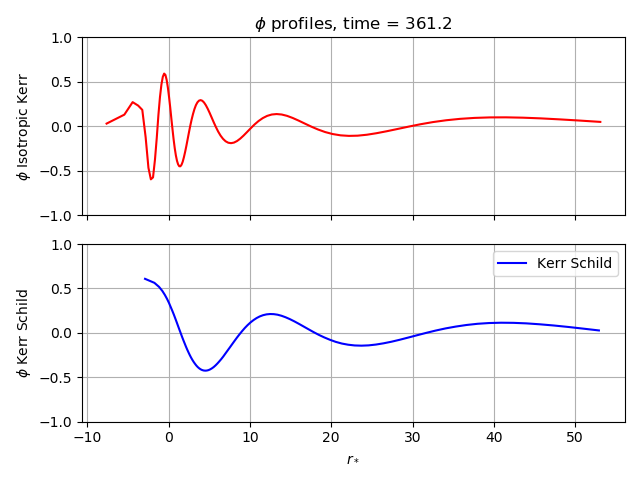 ϕ profiles, time = 361.2
1.0
0.5
0.0
−0.5
−1.0
ϕ Isotropic Kerr
1.0
0.5
0.0
−0.5
−1.0
ϕ Kerr Schild
Kerr Schild
−10 0 10 20 30 40 50
r*